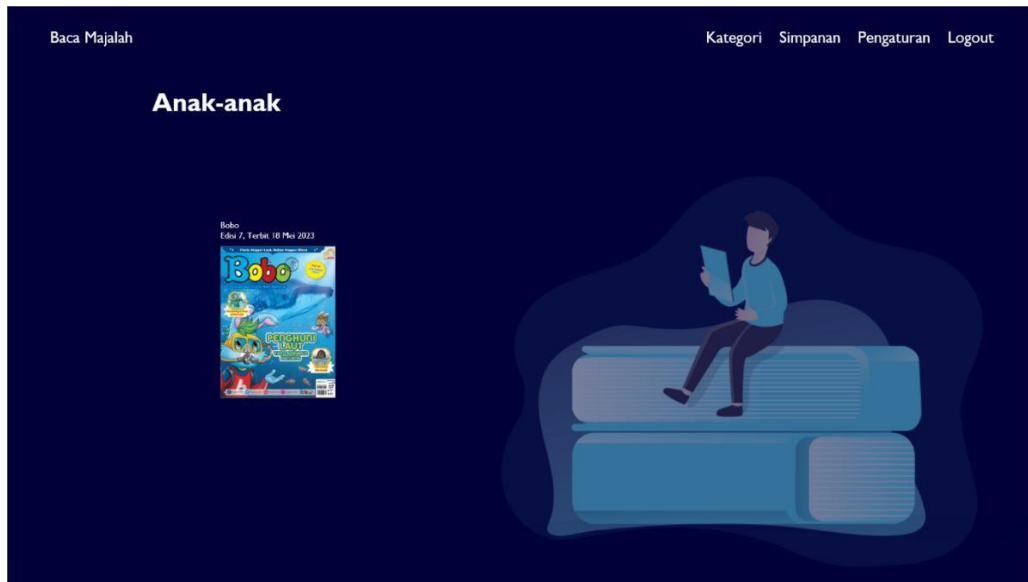 Baca Majalah
Kategori Simpanan Pengaturan Logout
Anak-anak
Bobo
Edisi 7, Terbit 18 Mei 2023
Bobo
PENGHUNI
LAUT